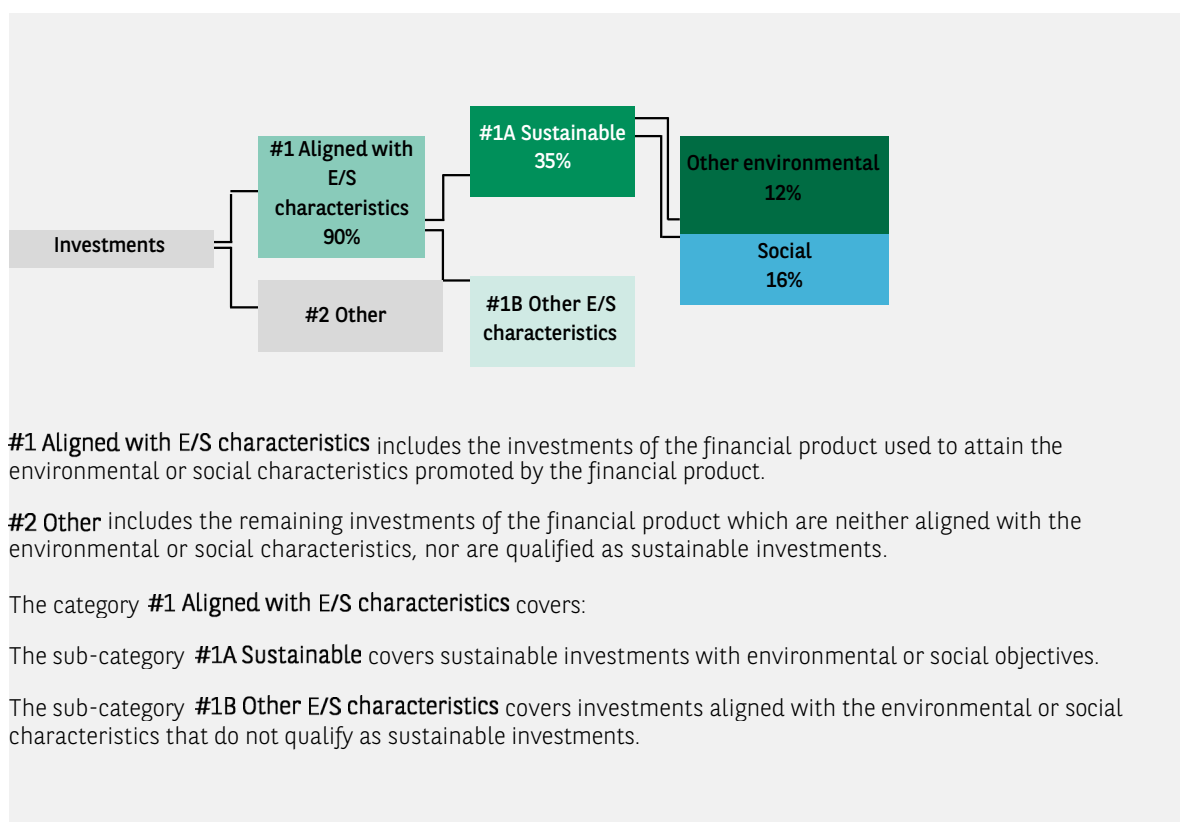 Investments
#1 Aligned with
E/S
characteristics
90%
#2 Other
#1A Sustainable
35%
#1B Other E/S
characteristics
Other environmental
12%
Social
16%
#1 Aligned with E/S characteristics includes the investments of the financial product used to attain the
environmental or social characteristics promoted by the financial product.
#2 Other includes the remaining investments of the financial product which are neither aligned with the
environmental or social characteristics, nor are qualified as sustainable investments.
The category #1 Aligned with E/S characteristics covers:
The sub-category #1A Sustainable covers sustainable investments with environmental or social objectives.
The sub-category #1B Other E/S characteristics covers investments aligned with the environmental or social
characteristics that do not qualify as sustainable investments.